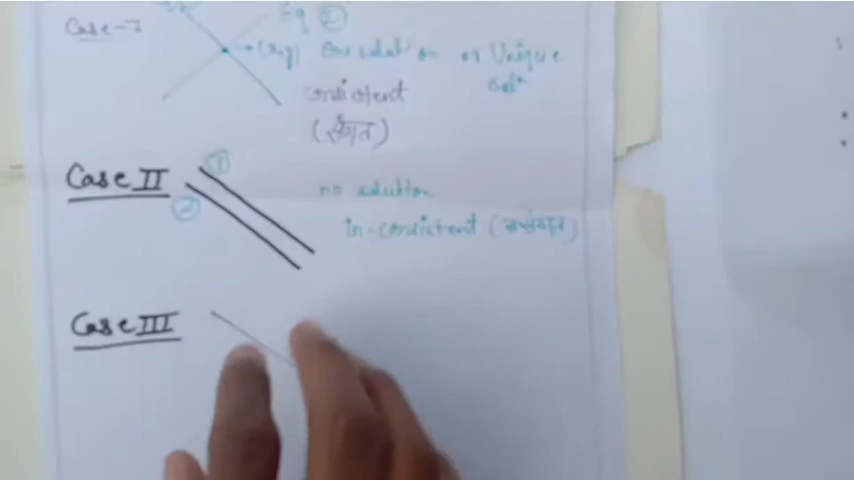 Case-I
Eq ②
→(x,y) One solution or Unique
Solⁿ
consistent
(संगत)
Case II
①
②
no solution
in-consistent (असंगत)
Case III